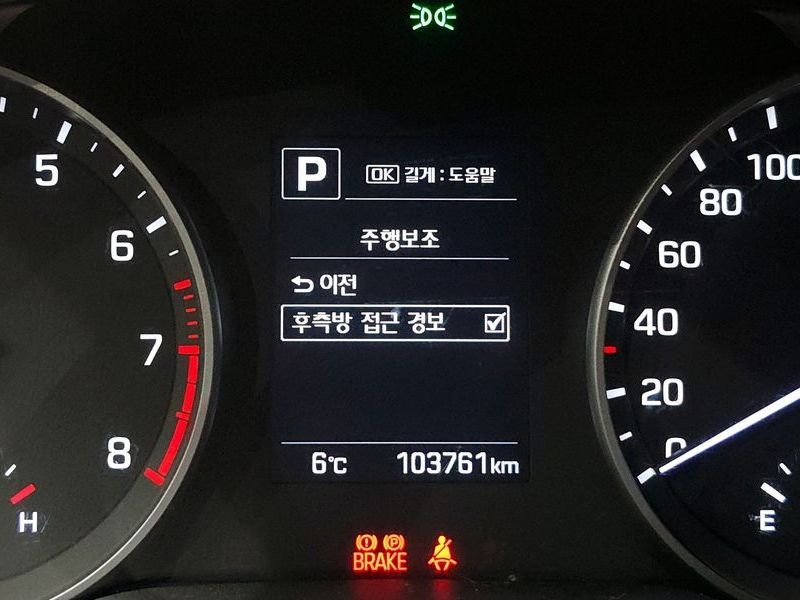 5
6
7
8
H
P
OK 길게 : 도움말
주행보조
이전
후측방 접근 경보
6℃
103761km
BRAKE
100
80
60
40
20
0
E